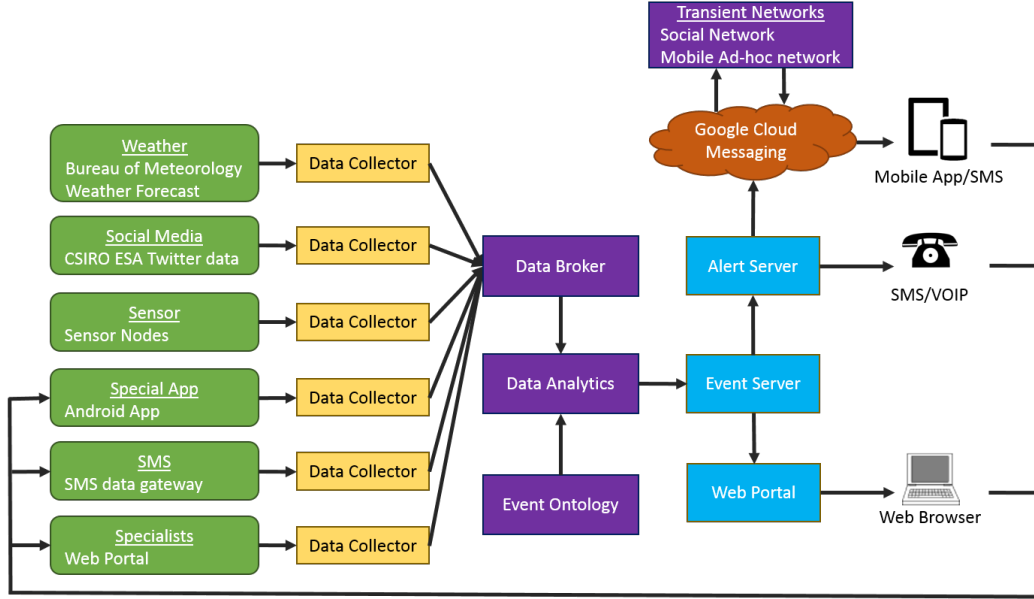 Transient Networks
Social Network
Mobile Ad-hoc network
Google Cloud
Messaging
Mobile App/SMS
Weather
Bureau of Meteorology
Weather Forecast
Data Collector
Social Media
CSIRO ESA Twitter data
Data Collector
Data Broker
Alert Server
SMS/VOIP
Sensor
Sensor Nodes
Data Collector
Special App
Android App
Data Collector
Data Analytics
Event Server
SMS
SMS data gateway
Data Collector
Event Ontology
Web Portal
Web Browser
Specialists
Web Portal
Data Collector